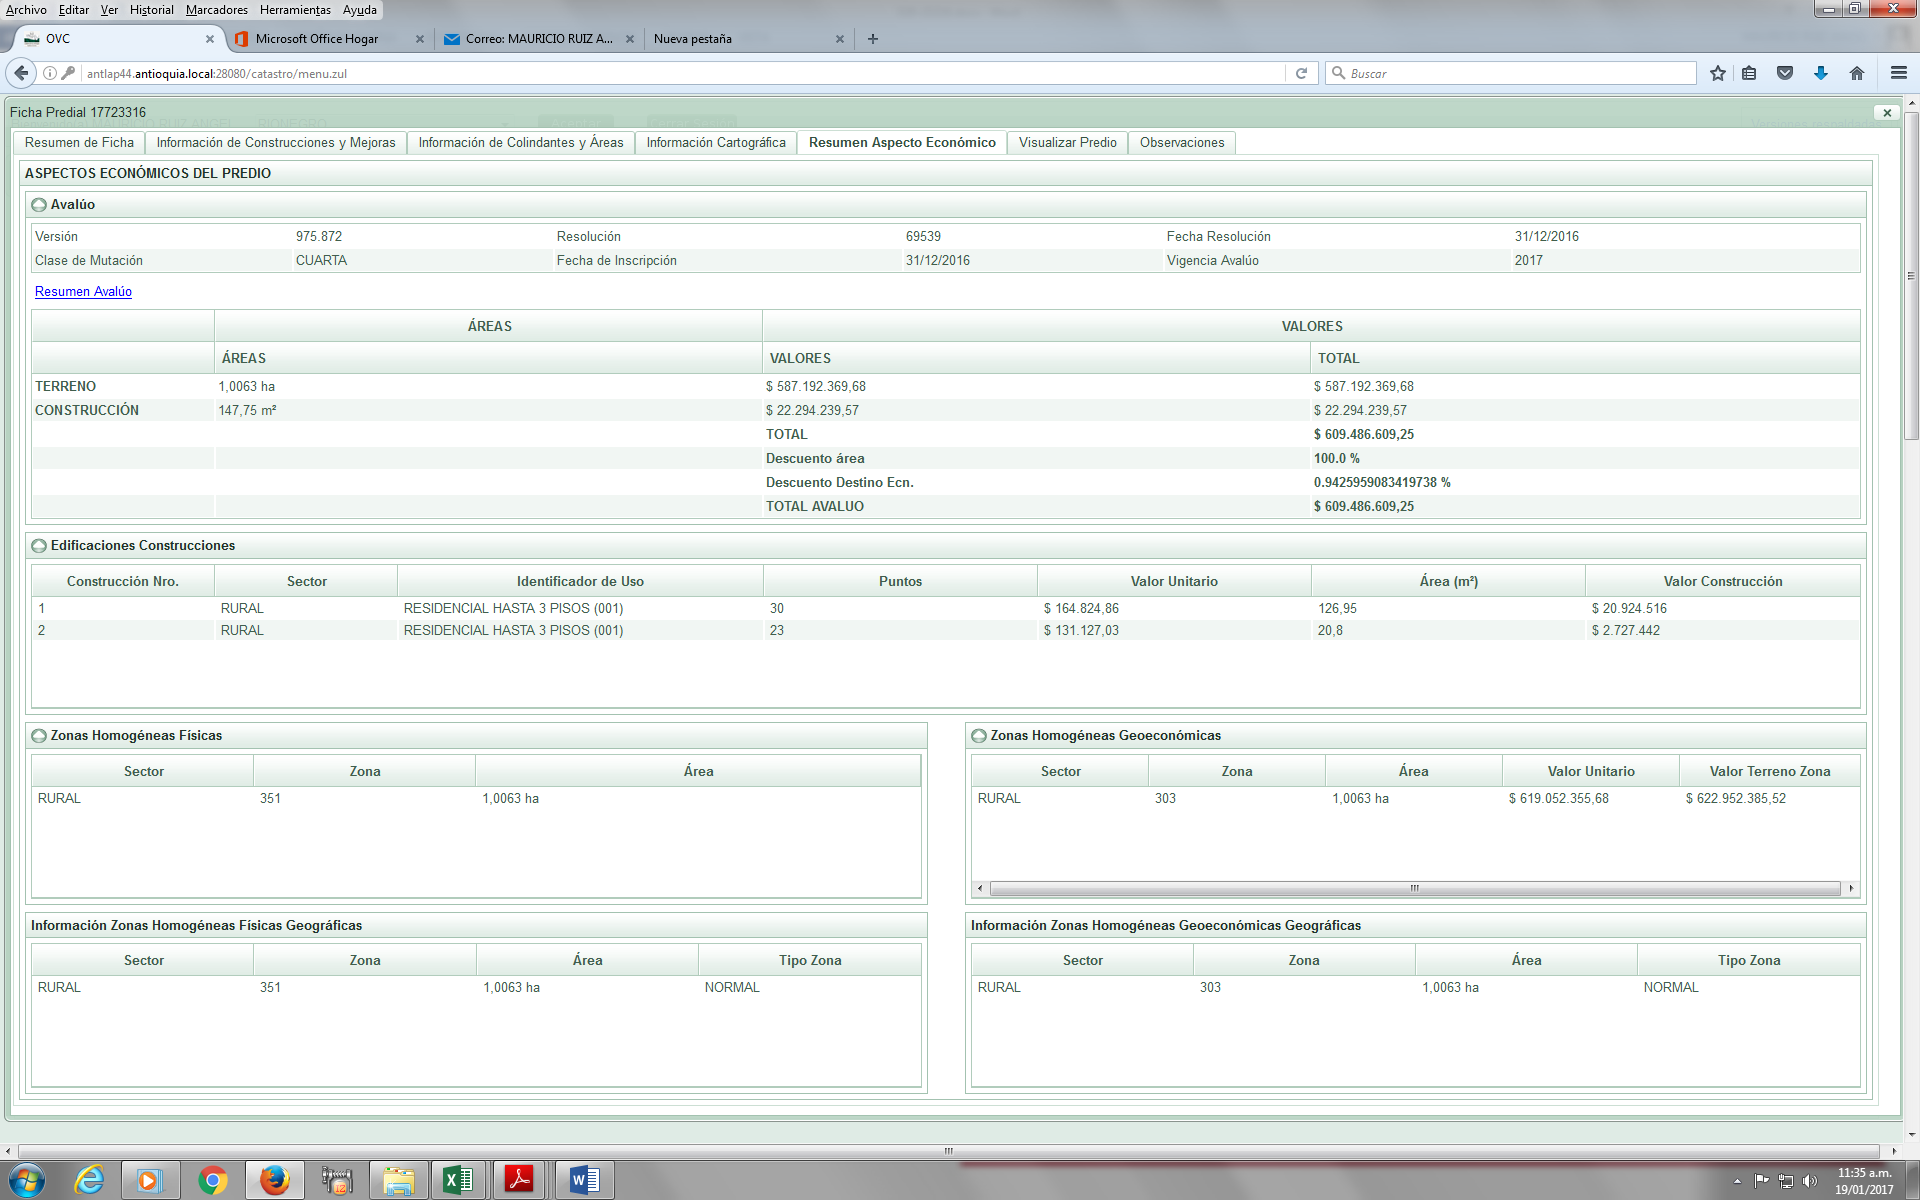 Archivo Editar Ver Historial Marcadores Herramientas Ayuda
OVC Microsoft Office Hogar Correo: MAURICIO RUIZ A... Nueva pestaña
antlap44.antioquia.local:28080/catastro/menu.zul Buscar
Ficha Predial 17723316
Resumen de Ficha Información de Construcciones y Mejoras Información de Colindantes y Áreas Información Cartográfica Resumen Aspecto Económico Visualizar Predio Observaciones
ASPECTOS ECONÓMICOS DEL PREDIO
Avalúo
Versión 975.872 Resolución 69539 Fecha Resolución 31/12/2016
Clase de Mutación CUARTA Fecha de Inscripción 31/12/2016 Vigencia Avalúo 2017
Resumen Avalúo
ÁREAS VALORES
ÁREAS VALORES TOTAL
TERRENO 1,0063 ha $ 587.192.369,68 $ 587.192.369,68
CONSTRUCCIÓN 147,75 m² $ 22.294.239,57 $ 22.294.239,57
TOTAL $ 609.486.609,25
Descuento área 100.0 %
Descuento Destino Ecn. 0.9425959083419738 %
TOTAL AVALUO $ 609.486.609,25
Edificaciones Construcciones
Construcción Nro. Sector Identificador de Uso Puntos Valor Unitario Área (m²) Valor Construcción
1 RURAL RESIDENCIAL HASTA 3 PISOS (001) 30 $ 164.824,86 126,95 $ 20.924.516
2 RURAL RESIDENCIAL HASTA 3 PISOS (001) 23 $ 131.127,03 20,8 $ 2.727.442
Zonas Homogéneas Físicas
Sector Zona Área
RURAL 351 1,0063 ha
Zonas Homogéneas Geoeconómicas
Sector Zona Área Valor Unitario Valor Terreno Zona
RURAL 303 1,0063 ha $ 619.052.355,68 $ 622.952.385,52
Información Zonas Homogéneas Físicas Geográficas
Sector Zona Área Tipo Zona
RURAL 351 1,0063 ha NORMAL
Información Zonas Homogéneas Geoeconómicas Geográficas
Sector Zona Área Tipo Zona
RURAL 303 1,0063 ha NORMAL
11:35 a.m.
19/01/2017